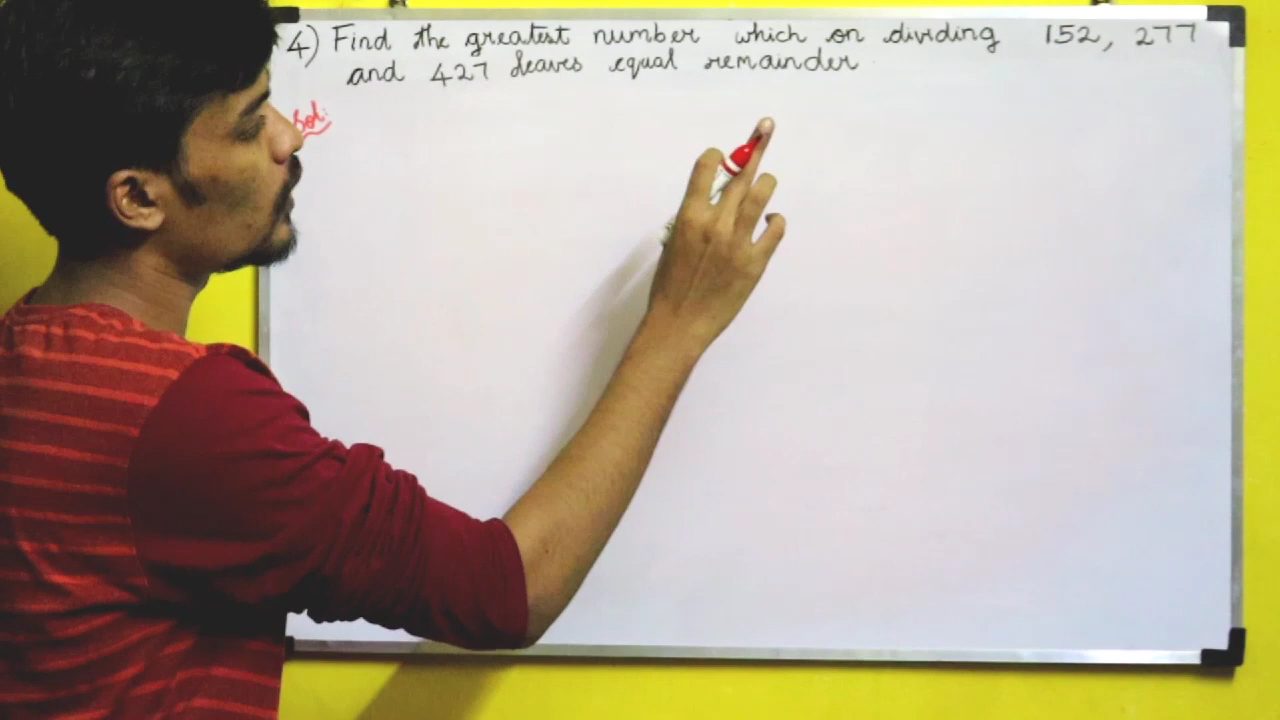 4) Find the greatest number which on dividing 152, 277
and 427 leaves equal remainder
Sol: